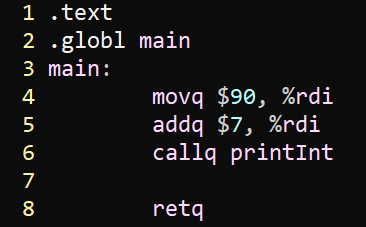 1 .text
2 .globl main
3 main:
4         movq $90, %rdi
5         addq $7, %rdi
6         callq printInt
7
8         retq